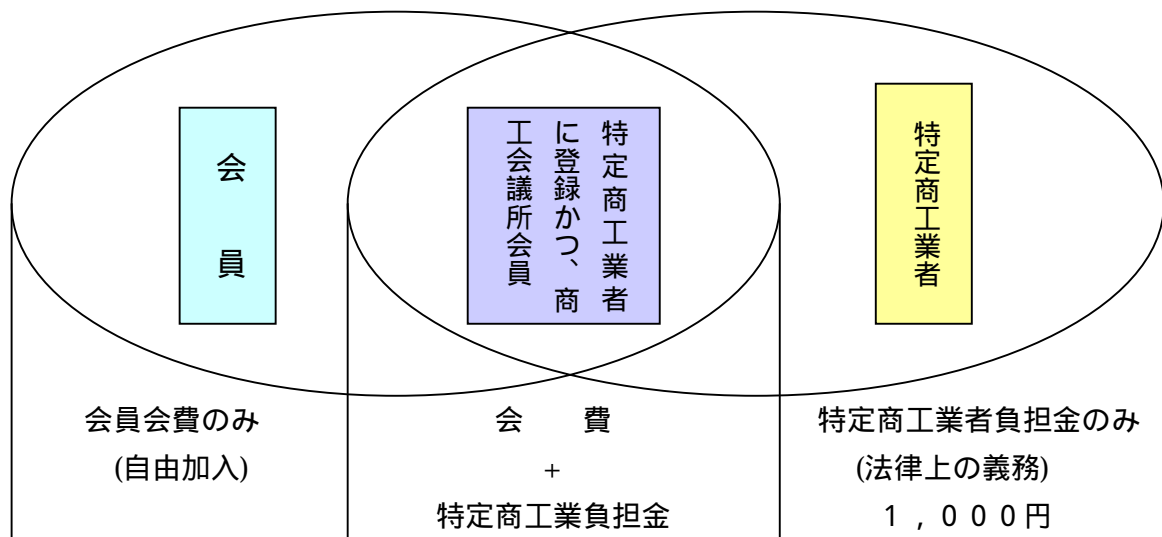 会員
特定商工業者
に登録かつ、商
工会議所会員
特定商工業者
会員会費のみ
(自由加入)
会　費
+
特定商工業負担金
特定商工業者負担金のみ
(法律上の義務)
１，０００円